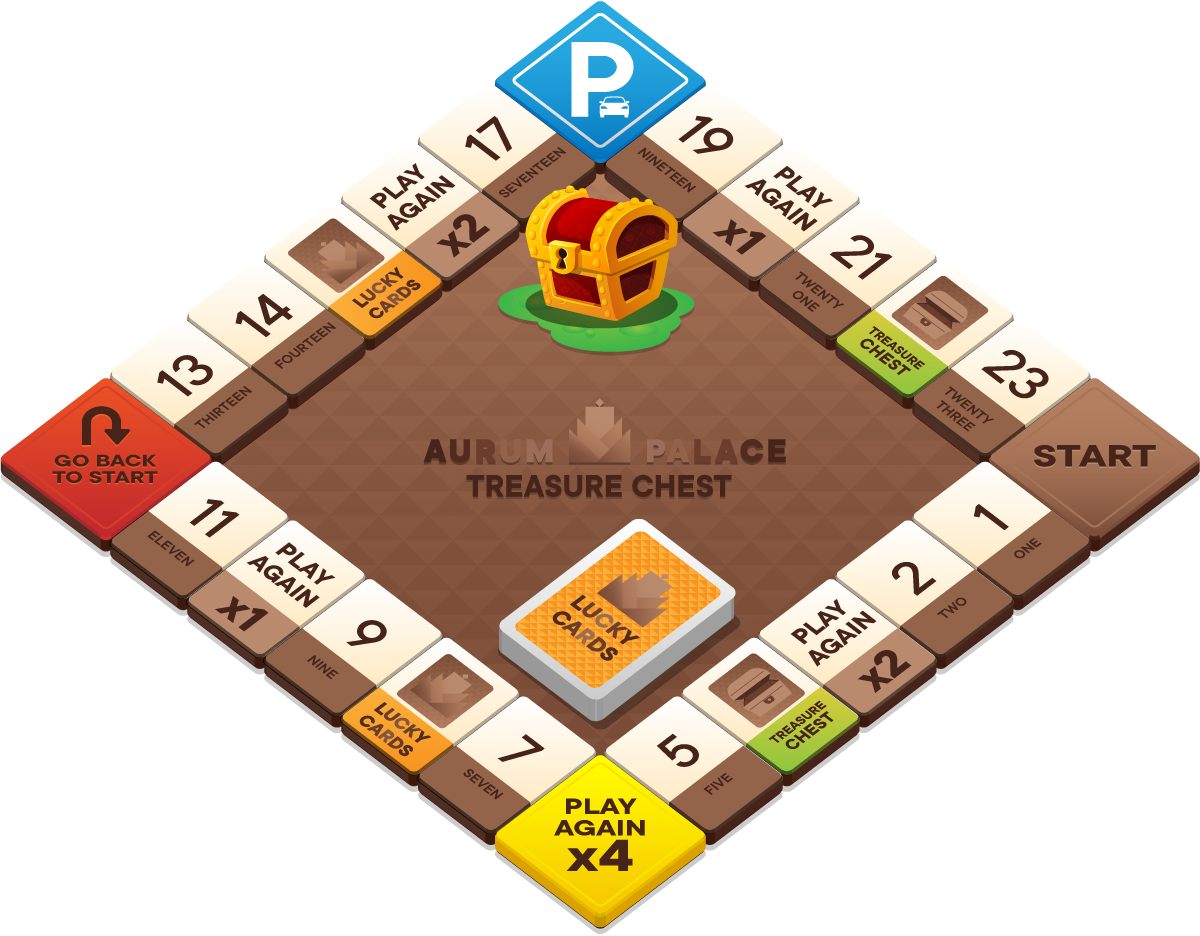 P
17
SEVENTEEN
19
NINETEEN
PLAY
AGAIN
x2
PLAY
AGAIN
x1
LUCKY
CARDS
21
TWENTY
ONE
14
FOURTEEN
TREASURE
CHEST
13
THIRTEEN
23
TWENTY
THREE
GO BACK
TO START
AURUM PALACE
TREASURE CHEST
START
11
ELEVEN
1
ONE
PLAY
AGAIN
x1
2
TWO
LUCKY
CARDS
9
NINE
PLAY
AGAIN
x2
LUCKY
CARDS
TREASURE
CHEST
7
SEVEN
5
FIVE
PLAY
AGAIN
x4